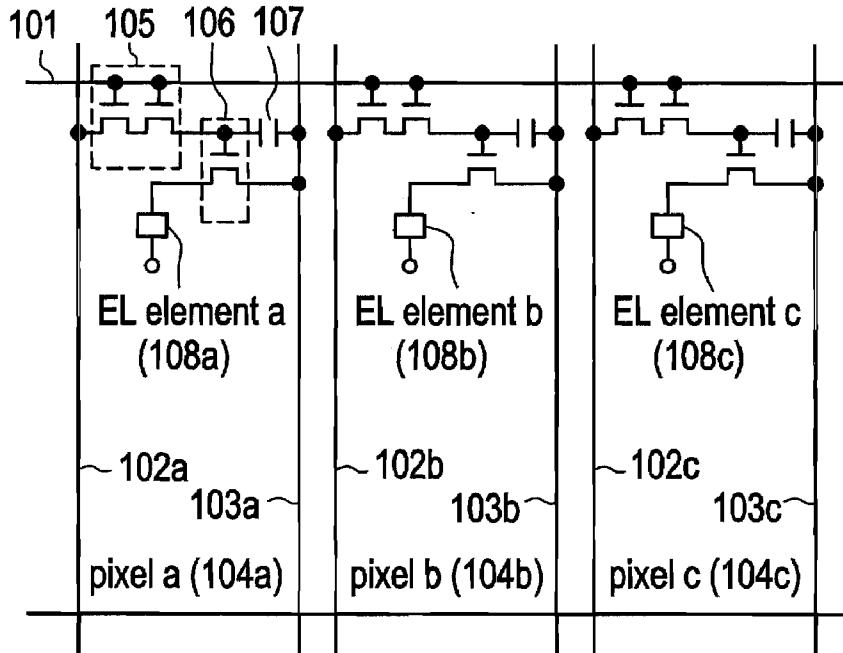 101
105
106
107
EL element a
(108a)
EL element b
(108b)
EL element c
(108c)
102a
102b
102c
103a
103b
103c
pixel a (104a)
pixel b (104b)
pixel c (104c)